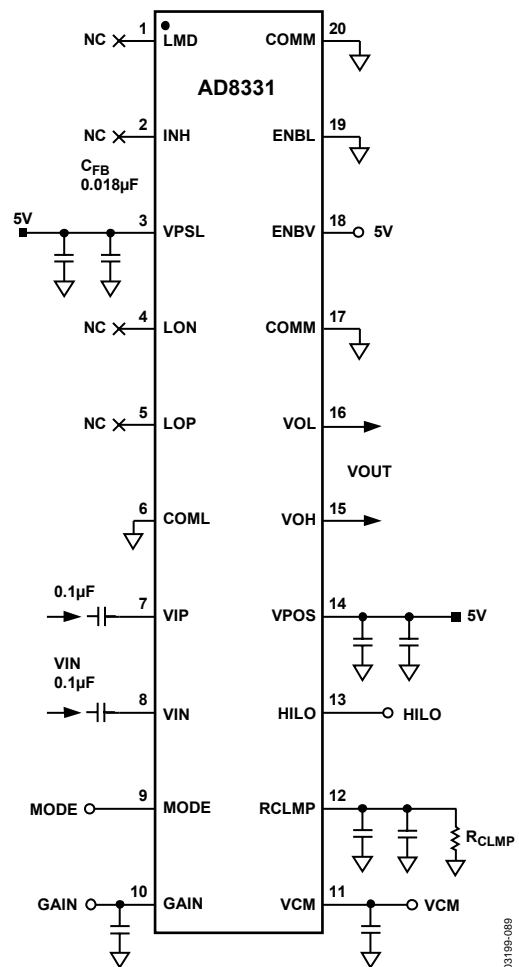 1
20
NC
LMD
COMM
AD8331
2
19
NC
INH
ENBL
CFB
0.018µF
5V
3
18
VPSL
ENBV
5V
4
17
NC
LON
COMM
5
16
NC
LOP
VOL
VOUT
6
15
COML
VOH
0.1µF
7
14
VIP
VPOS
5V
VIN
0.1µF
8
13
VIN
HILO
HILO
9
12
MODE
MODE
RCLMP
RCLMP
10
11
GAIN
GAIN
VCM
VCM
03199-089